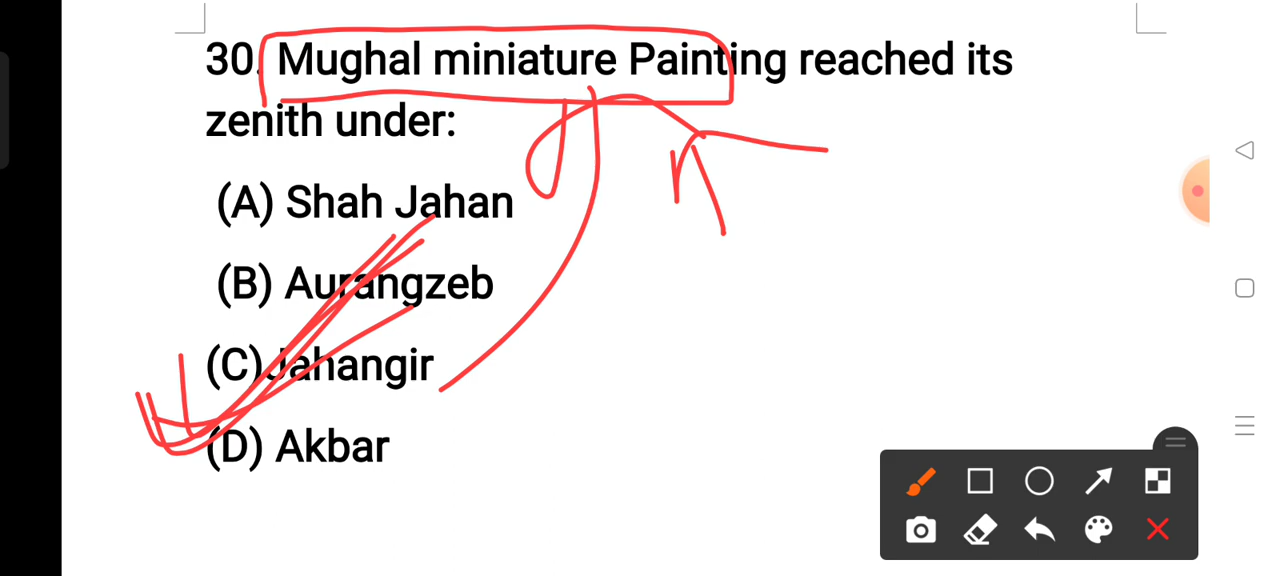 30. Mughal miniature Painting reached its
zenith under:
(A) Shah Jahan
(B) Aurangzeb
(C)Jahangir
(D) Akbar